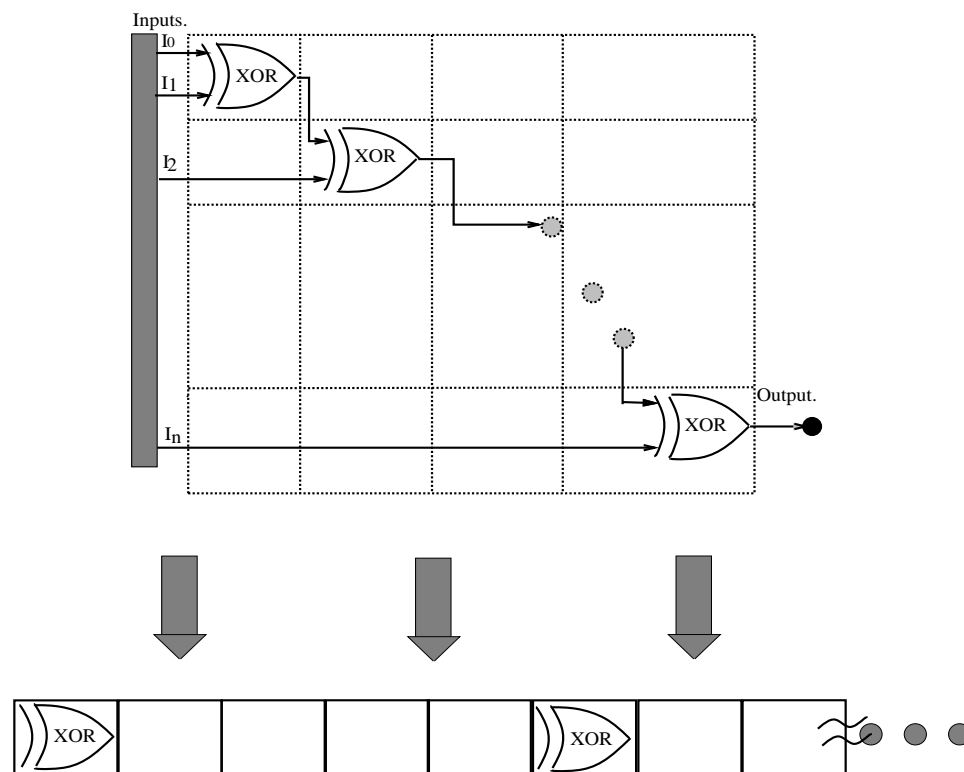 Inputs.
I0
XOR
I1
XOR
I2
Output.
XOR
In
XOR
XOR